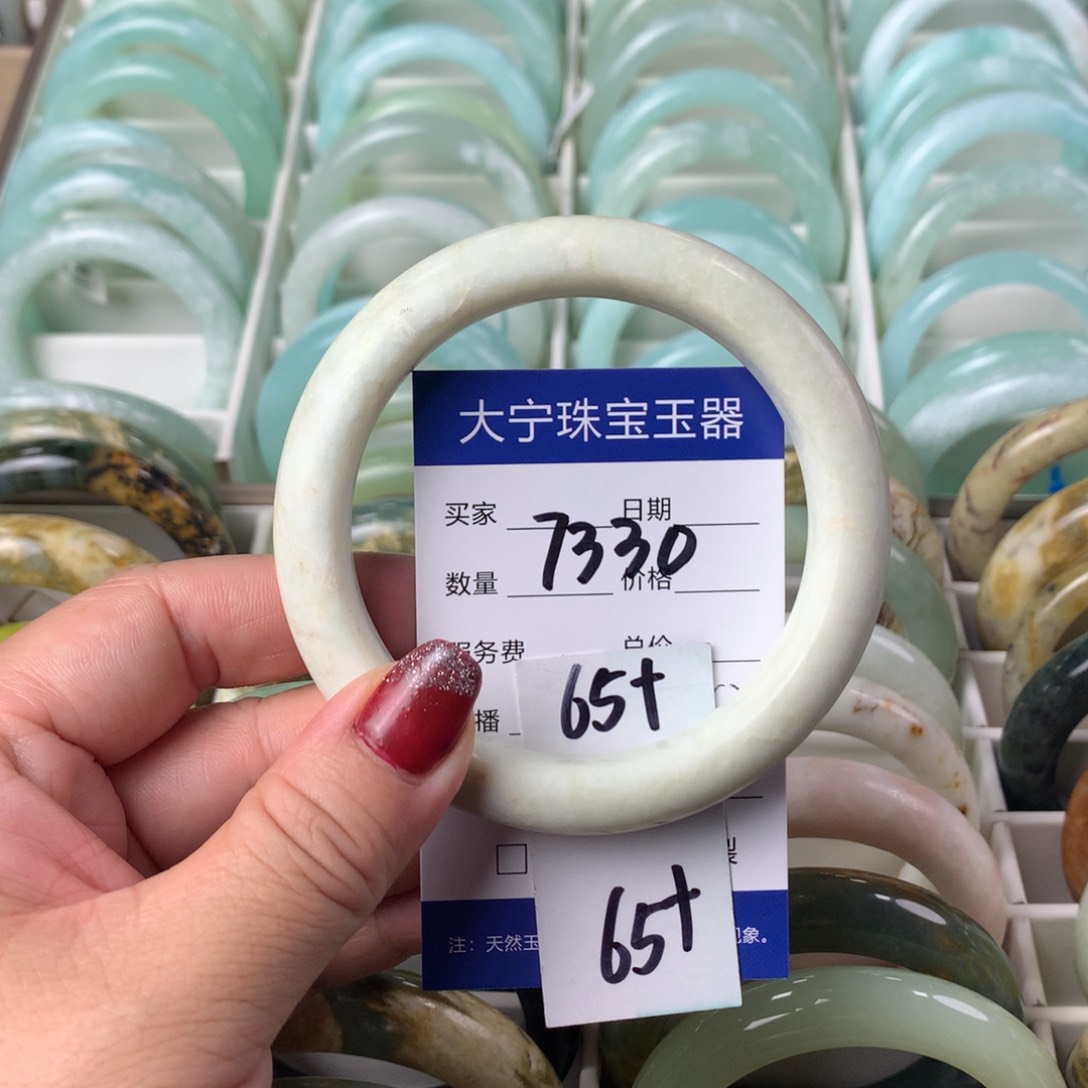 大宁珠宝玉器
买家 日期
7330
数量 价格
服务费 总价
65+
播
65+
注：天然玉 现象。